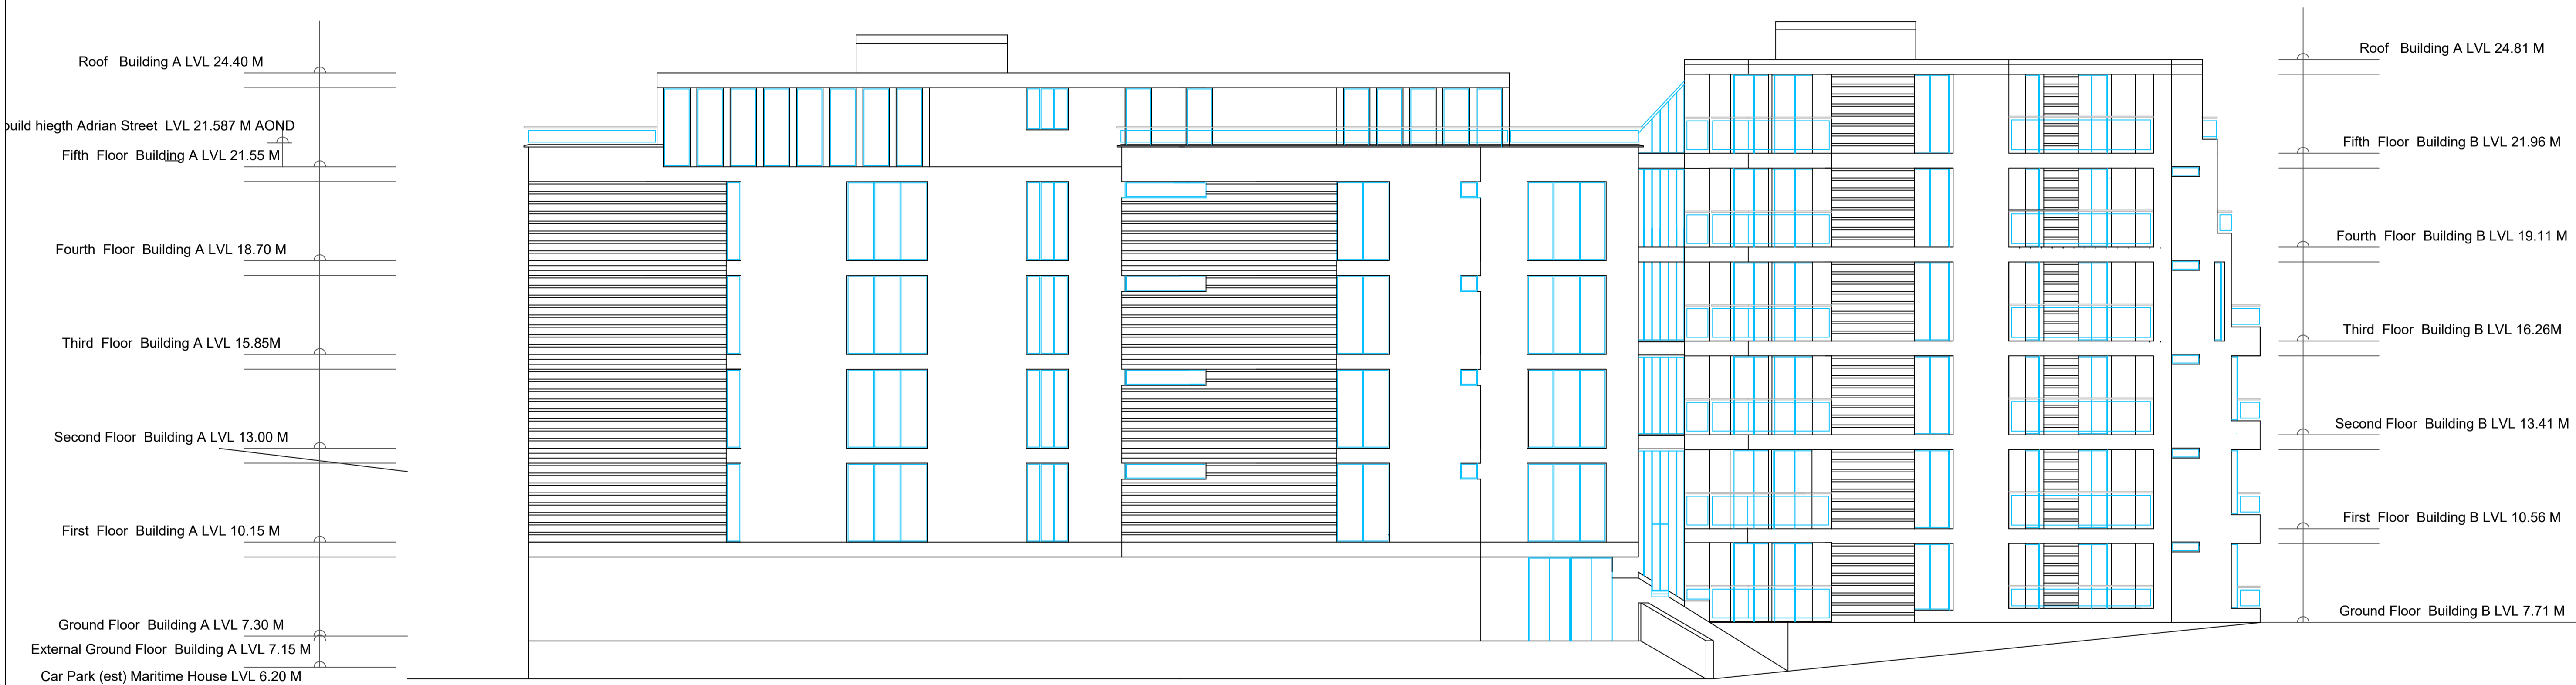 Roof Building A LVL 24.40 M
build hiegth Adrian Street LVL 21.587 M AOND
Fifth Floor Building A LVL 21.55 M
Fourth Floor Building A LVL 18.70 M
Third Floor Building A LVL 15.85M
Second Floor Building A LVL 13.00 M
First Floor Building A LVL 10.15 M
Ground Floor Building A LVL 7.30 M
External Ground Floor Building A LVL 7.15 M
Car Park (est) Maritime House LVL 6.20 M
Roof Building A LVL 24.81 M
Fifth Floor Building B LVL 21.96 M
Fourth Floor Building B LVL 19.11 M
Third Floor Building B LVL 16.26M
Second Floor Building B LVL 13.41 M
First Floor Building B LVL 10.56 M
Ground Floor Building B LVL 7.71 M